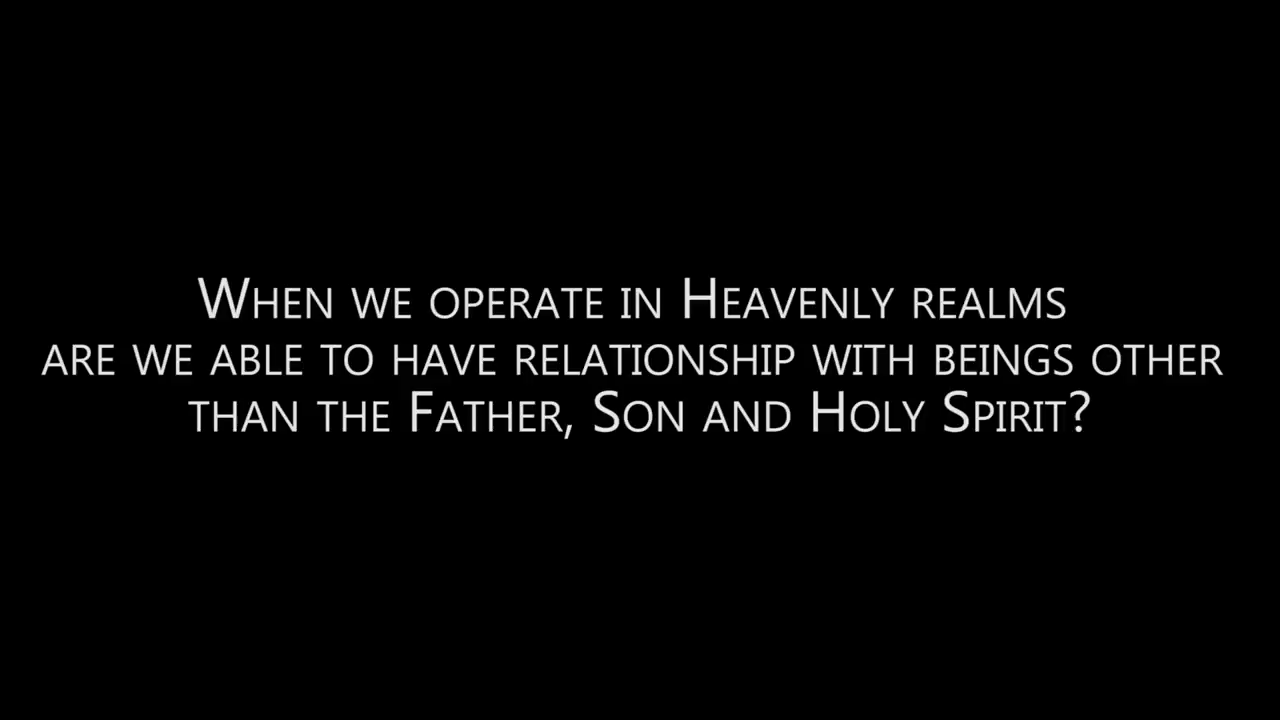 When we operate in Heavenly realms
are we able to have relationship with beings other
than the Father, Son and Holy Spirit?